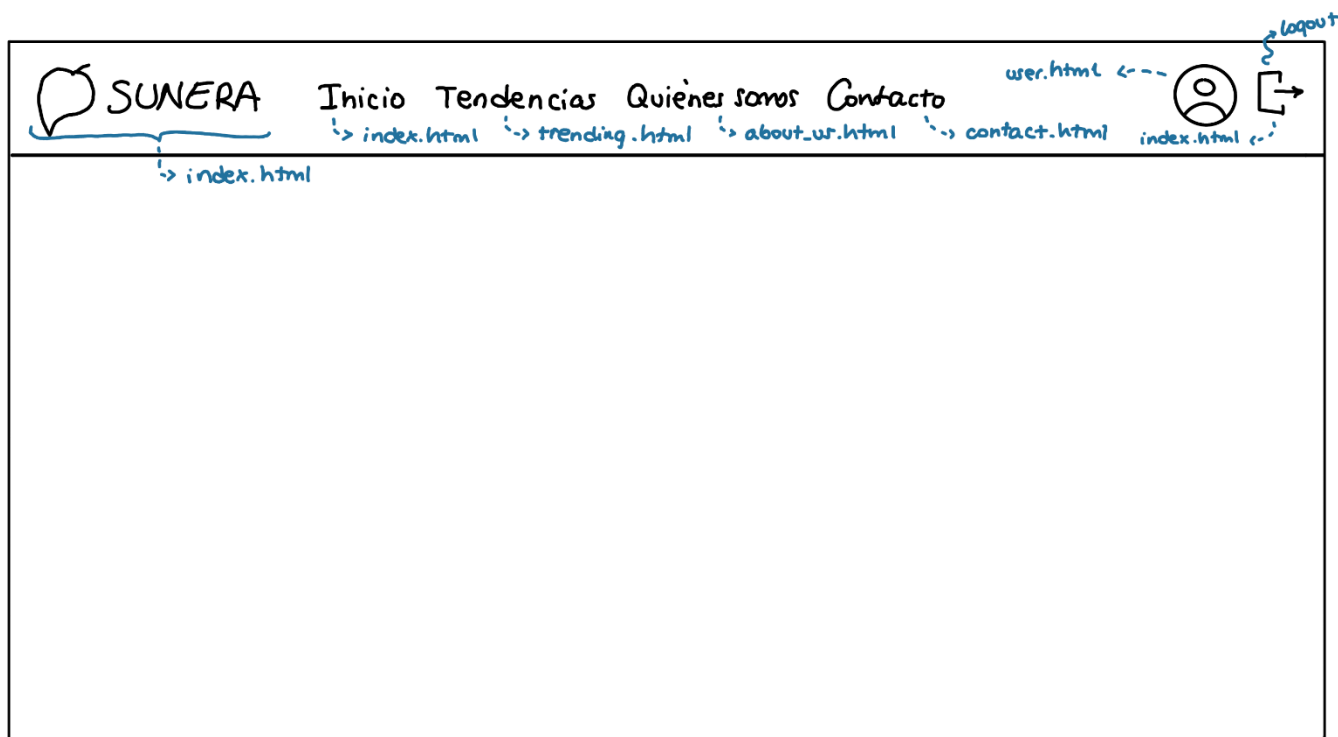 logout
SUNERA Inicio Tendencias Quiénes somos Contacto user.html
index.html trending.html about_us.html contact.html index.html
index.html